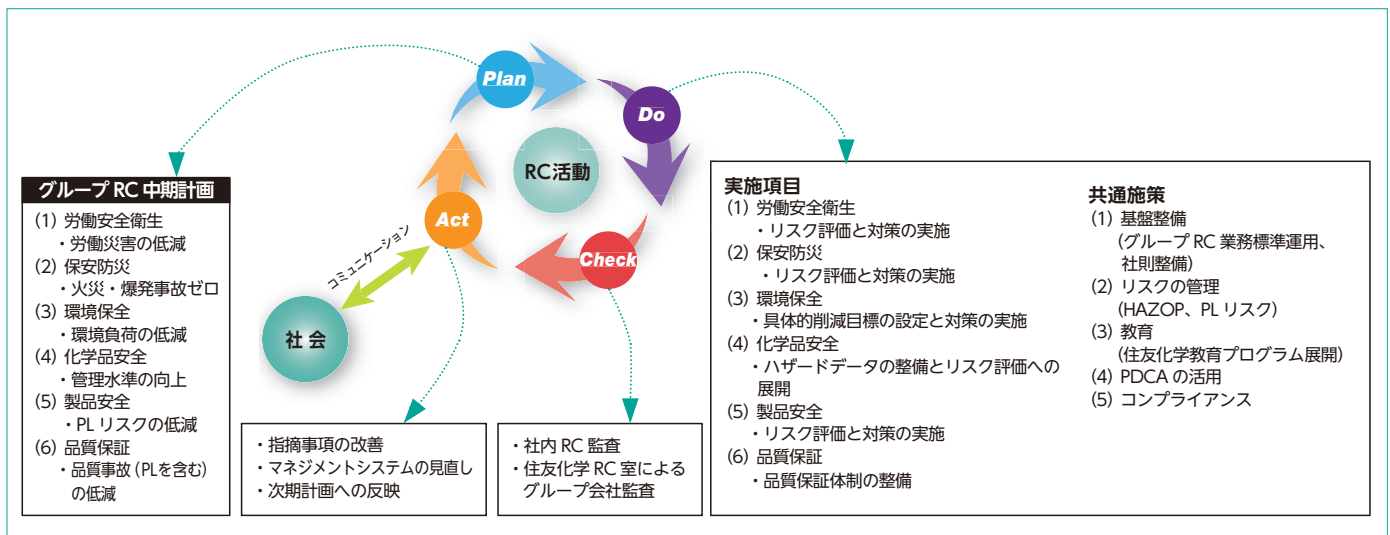 Plan
Do
RC活動
Act
Check
コミュニケーション
社会
グループ RC 中期計画
(1) 労働安全衛生
・労働災害の低減
(2) 保安防災
・火災・爆発事故ゼロ
(3) 環境保全
・環境負荷の低減
(4) 化学品安全
・管理水準の向上
(5) 製品安全
・PL リスクの低減
(6) 品質保証
・品質事故 (PLを含む)
の低減
・指摘事項の改善
・マネジメントシステムの見直し
・次期計画への反映
・社内 RC 監査
・住友化学 RC 室による
グループ会社監査
実施項目
(1) 労働安全衛生
・リスク評価と対策の実施
(2) 保安防災
・リスク評価と対策の実施
(3) 環境保全
・具体的削減目標の設定と対策の実施
(4) 化学品安全
・ハザードデータの整備とリスク評価への
展開
(5) 製品安全
・リスク評価と対策の実施
(6) 品質保証
・品質保証体制の整備
共通施策
(1) 基盤整備
(グループ RC 業務標準運用、
社則整備)
(2) リスクの管理
(HAZOP、PL リスク)
(3) 教育
(住友化学教育プログラム展開)
(4) PDCA の活用
(5) コンプライアンス